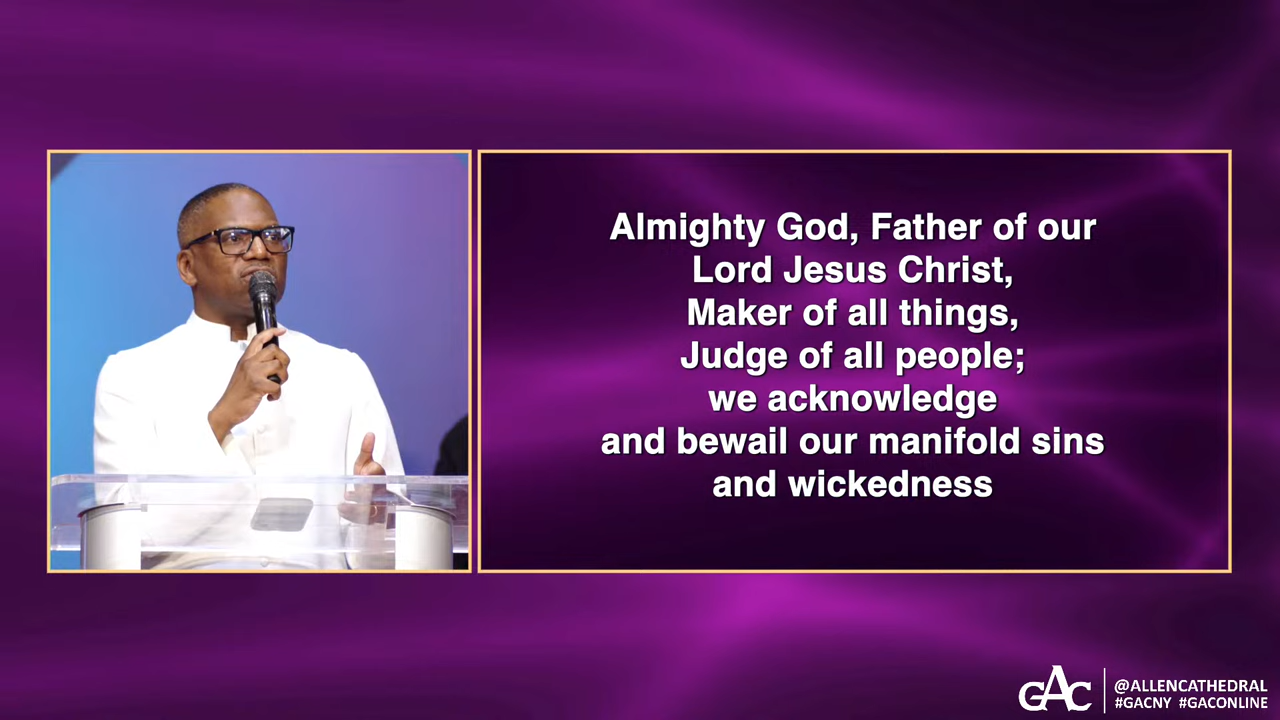 Almighty God, Father of our
Lord Jesus Christ,
Maker of all things,
Judge of all people;
we acknowledge
and bewail our manifold sins
and wickedness
GAC
@ALLENCATHEDRAL
#GACNY #GACONLINE